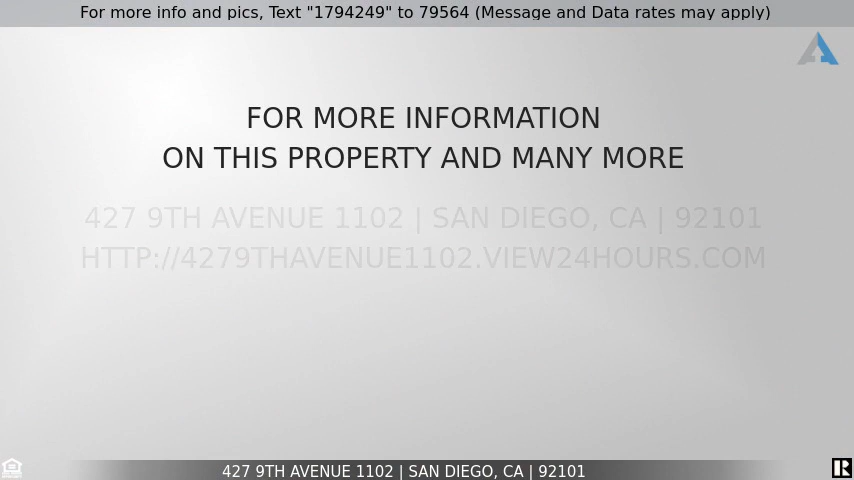 For more info and pics, Text "1794249" to 79564 (Message and Data rates may apply)
FOR MORE INFORMATION
ON THIS PROPERTY AND MANY MORE
427 9TH AVENUE 1102 | SAN DIEGO, CA | 92101
HTTP://4279THAVENUE1102.VIEW24HOURS.COM
427 9TH AVENUE 1102 | SAN DIEGO, CA | 92101